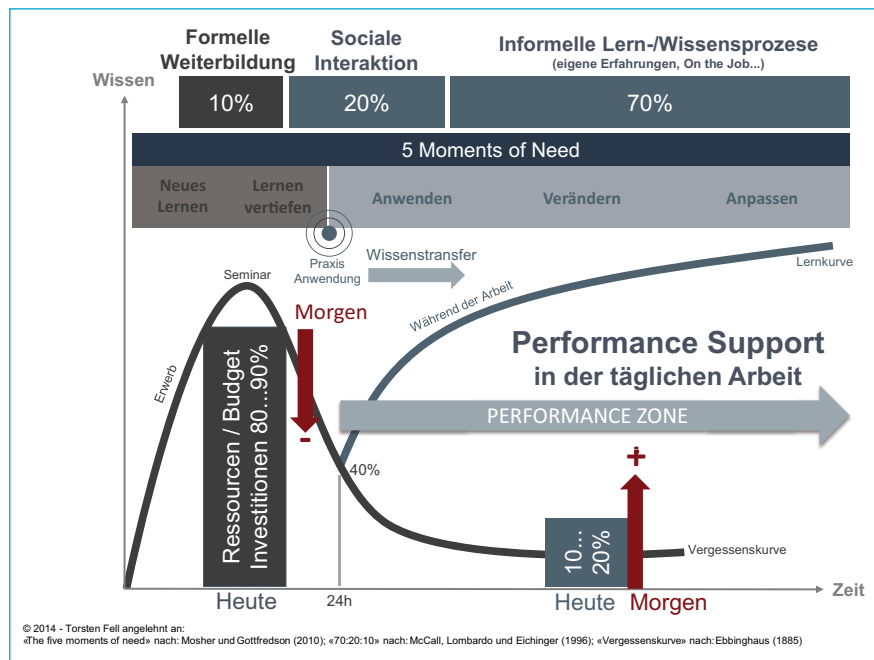 Formelle
Weiterbildung
Sociale
Interaktion
Informelle Lern-/Wissensprozese
(eigene Erfahrungen, On the Job...)
Wissen
10%
20%
70%
5 Moments of Need
Neues
Lernen
Lernen
vertiefen
Anwenden
Verändern
Anpassen
Praxis
Anwendung
Wissenstransfer
Lernkurve
Seminar
Morgen
Während der Arbeit
Erwerb
Ressourcen / Budget
Investitionen 80...90%
Performance Support
in der täglichen Arbeit
PERFORMANCE ZONE
-
+
40%
10...
20%
Vergessenskurve
Heute
24h
Heute
Morgen
Zeit
© 2014 - Torsten Fell angelehnt an:
«The five moments of need» nach: Mosher und Gottfredson (2010); «70:20:10» nach: McCall, Lombardo und Eichinger (1996); «Vergessenskurve» nach: Ebbinghaus (1885)